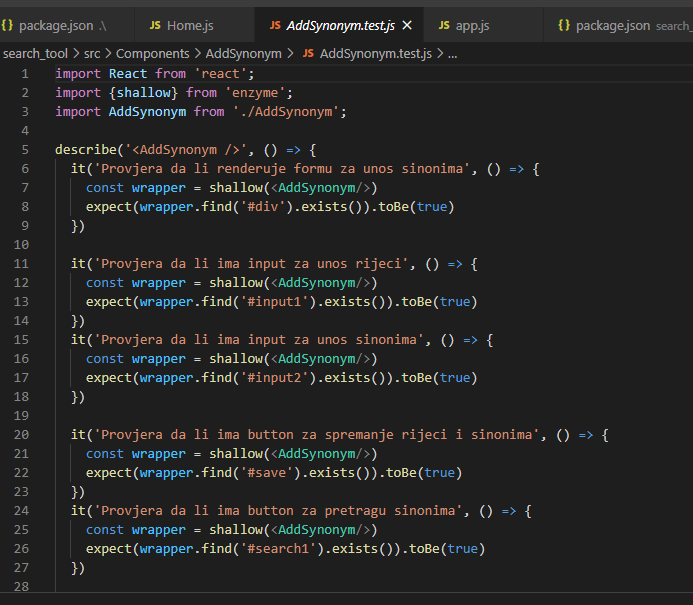 {} package.json .\ JS Home.js JS AddSynonym.test.js × JS app.js {} package.json search_
search_tool > src > Components > AddSynonym > JS AddSynonym.test.js > ...
1 import React from 'react';
2 import {shallow} from 'enzyme';
3 import AddSynonym from './AddSynonym';
4
5 describe('<AddSynonym />', () => {
6 it('Provjera da li renderuje formu za unos sinonima', () => {
7 const wrapper = shallow(<AddSynonym/>)
8 expect(wrapper.find('#div').exists()).toBe(true)
9 })
10
11 it('Provjera da li ima input za unos rijeci', () => {
12 const wrapper = shallow(<AddSynonym/>)
13 expect(wrapper.find('#input1').exists()).toBe(true)
14 })
15 it('Provjera da li ima input za unos sinonima', () => {
16 const wrapper = shallow(<AddSynonym/>)
17 expect(wrapper.find('#input2').exists()).toBe(true)
18 })
19
20 it('Provjera da li ima button za spremanje rijeci i sinonima', () => {
21 const wrapper = shallow(<AddSynonym/>)
22 expect(wrapper.find('#save').exists()).toBe(true)
23 })
24 it('Provjera da li ima button za pretragu sinonima', () => {
25 const wrapper = shallow(<AddSynonym/>)
26 expect(wrapper.find('#search1').exists()).toBe(true)
27 })
28